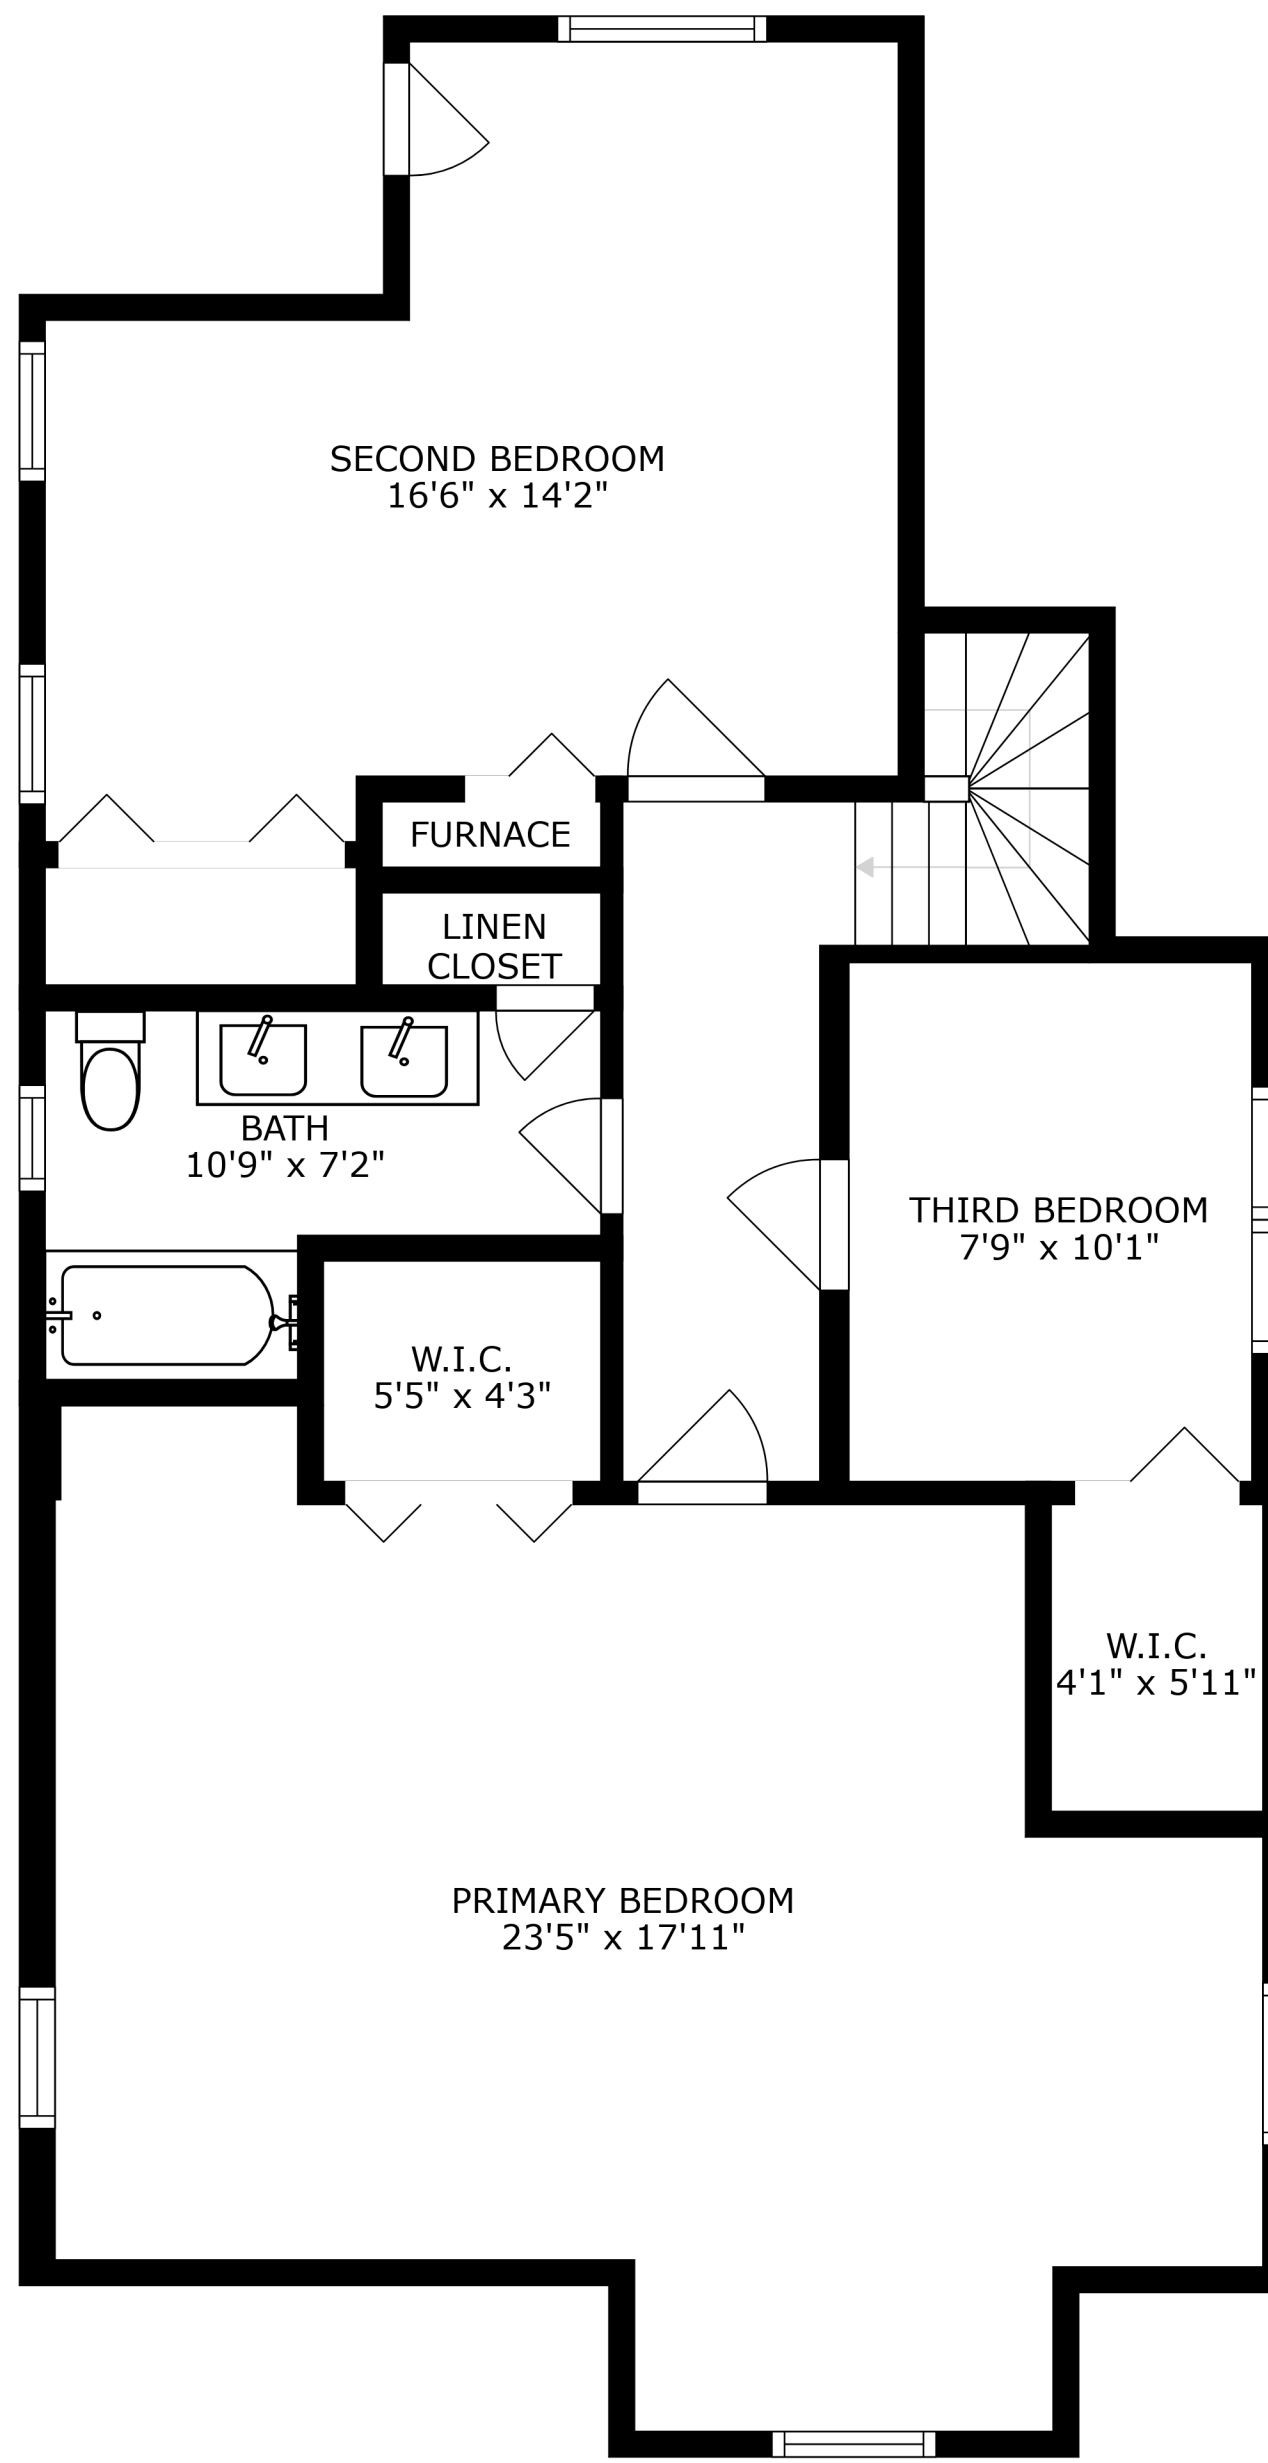 SECOND BEDROOM
16'6" x 14'2"
FURNACE
LINEN
CLOSET
BATH
10'9" x 7'2"
THIRD BEDROOM
7'9" x 10'1"
W.I.C.
5'5" x 4'3"
W.I.C.
4'1" x 5'11"
PRIMARY BEDROOM
23'5" x 17'11"